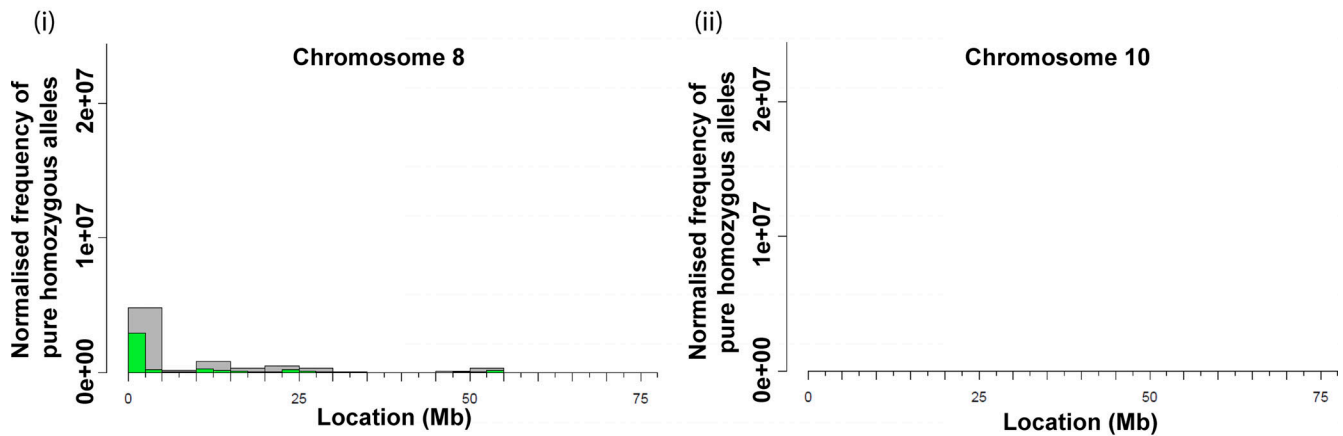 (i)
Chromosome 8
Normalised frequency of
pure homozygous alleles
0e+00
1e+07
2e+07
0
25
50
75
Location (Mb)
(ii)
Chromosome 10
Normalised frequency of
pure homozygous alleles
0e+00
1e+07
2e+07
0
25
50
75
Location (Mb)